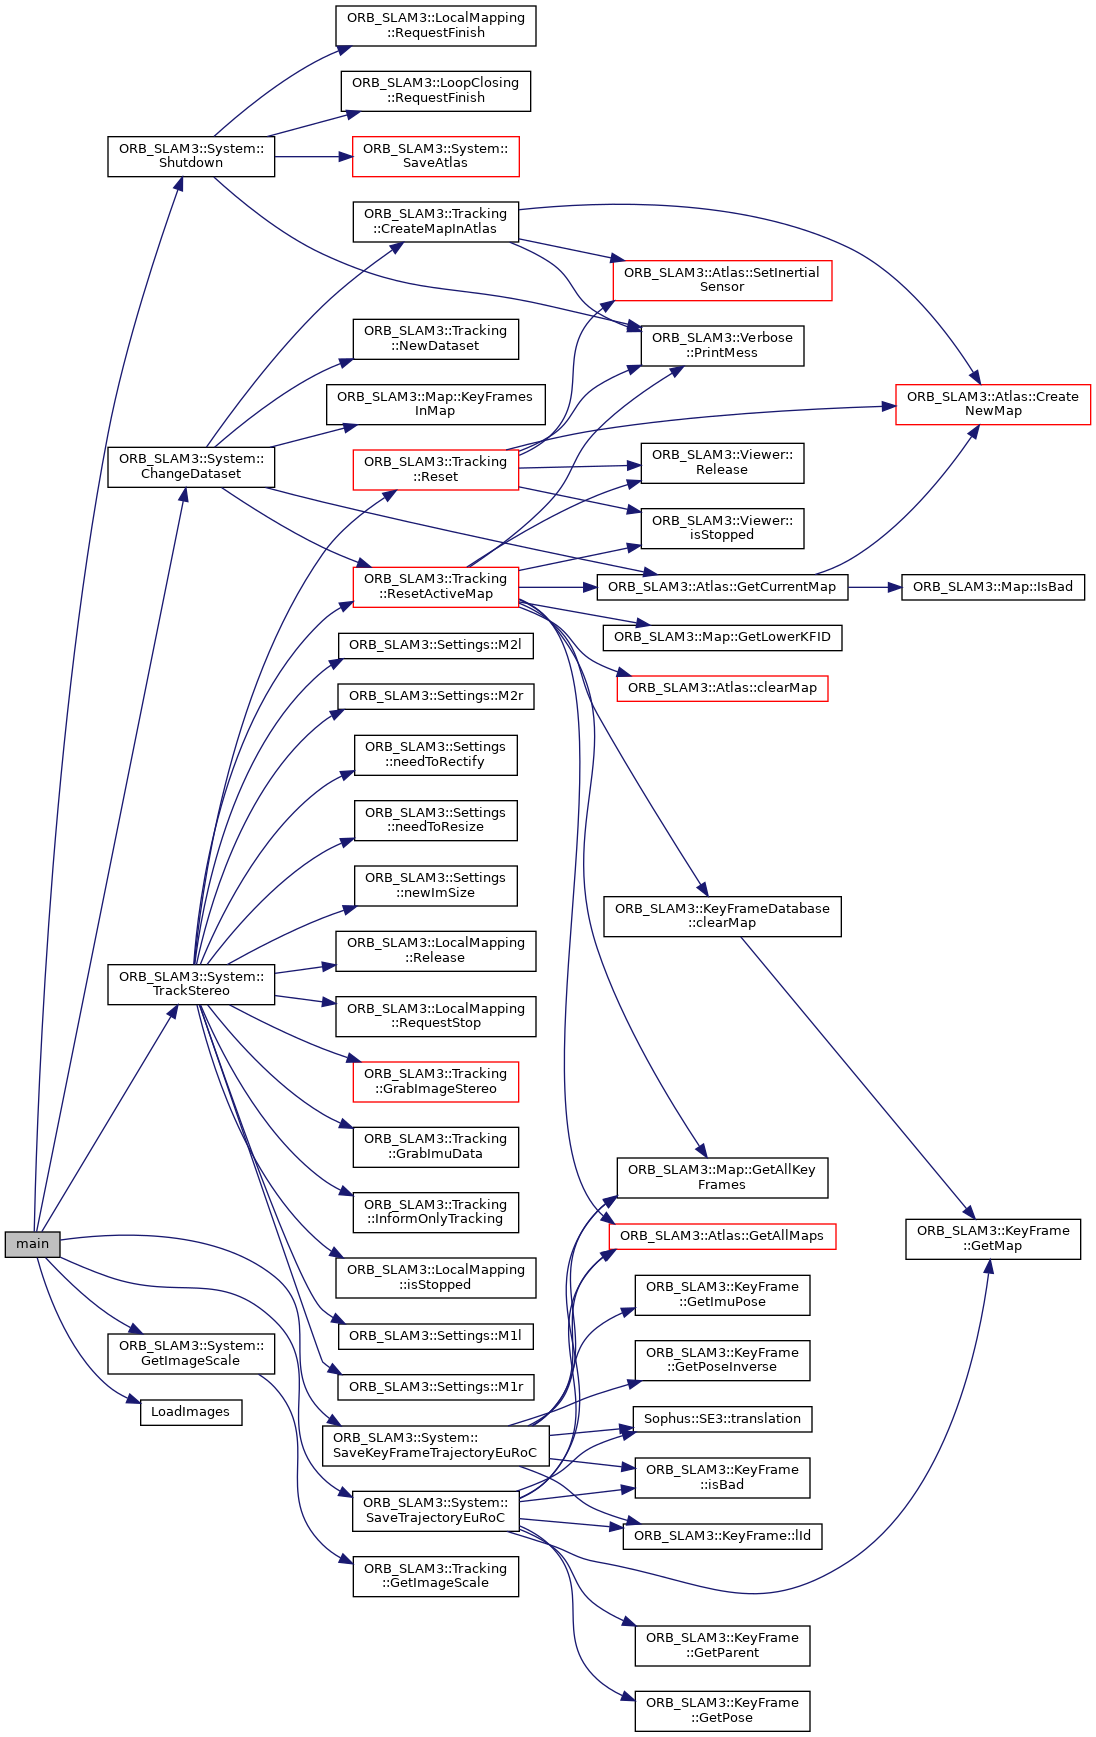 ORB_SLAM3::LocalMapping
::RequestFinish
ORB_SLAM3::LoopClosing
::RequestFinish
ORB_SLAM3::System::
Shutdown
ORB_SLAM3::System::
SaveAtlas
ORB_SLAM3::Tracking
::CreateMapInAtlas
ORB_SLAM3::Atlas::SetInertial
Sensor
ORB_SLAM3::Tracking
::NewDataset
ORB_SLAM3::Verbose
::PrintMess
ORB_SLAM3::Map::KeyFrames
InMap
ORB_SLAM3::Atlas::Create
NewMap
ORB_SLAM3::System::
ChangeDataset
ORB_SLAM3::Tracking
::Reset
ORB_SLAM3::Viewer::
Release
ORB_SLAM3::Viewer::
isStopped
ORB_SLAM3::Tracking
::ResetActiveMap
ORB_SLAM3::Atlas::GetCurrentMap
ORB_SLAM3::Map::IsBad
ORB_SLAM3::Settings::M2l
ORB_SLAM3::Map::GetLowerKFID
ORB_SLAM3::Settings::M2r
ORB_SLAM3::Atlas::clearMap
ORB_SLAM3::Settings
::needToRectify
ORB_SLAM3::Settings
::needToResize
ORB_SLAM3::Settings
::newImSize
ORB_SLAM3::KeyFrameDatabase
::clearMap
ORB_SLAM3::LocalMapping
::Release
ORB_SLAM3::System::
TrackStereo
ORB_SLAM3::LocalMapping
::RequestStop
ORB_SLAM3::Tracking
::GrabImageStereo
ORB_SLAM3::Tracking
::GrabImuData
ORB_SLAM3::Map::GetAllKey
Frames
ORB_SLAM3::Tracking
::InformOnlyTracking
ORB_SLAM3::Atlas::GetAllMaps
ORB_SLAM3::KeyFrame
::GetMap
main
ORB_SLAM3::LocalMapping
::isStopped
ORB_SLAM3::KeyFrame
::GetImuPose
ORB_SLAM3::Settings::M1l
ORB_SLAM3::System::
GetImageScale
ORB_SLAM3::KeyFrame
::GetPoseInverse
ORB_SLAM3::Settings::M1r
LoadImages
Sophus::SE3::translation
ORB_SLAM3::System::
SaveKeyFrameTrajectoryEuRoC
ORB_SLAM3::KeyFrame
::isBad
ORB_SLAM3::System::
SaveTrajectoryEuRoC
ORB_SLAM3::KeyFrame::lId
ORB_SLAM3::Tracking
::GetImageScale
ORB_SLAM3::KeyFrame
::GetParent
ORB_SLAM3::KeyFrame
::GetPose